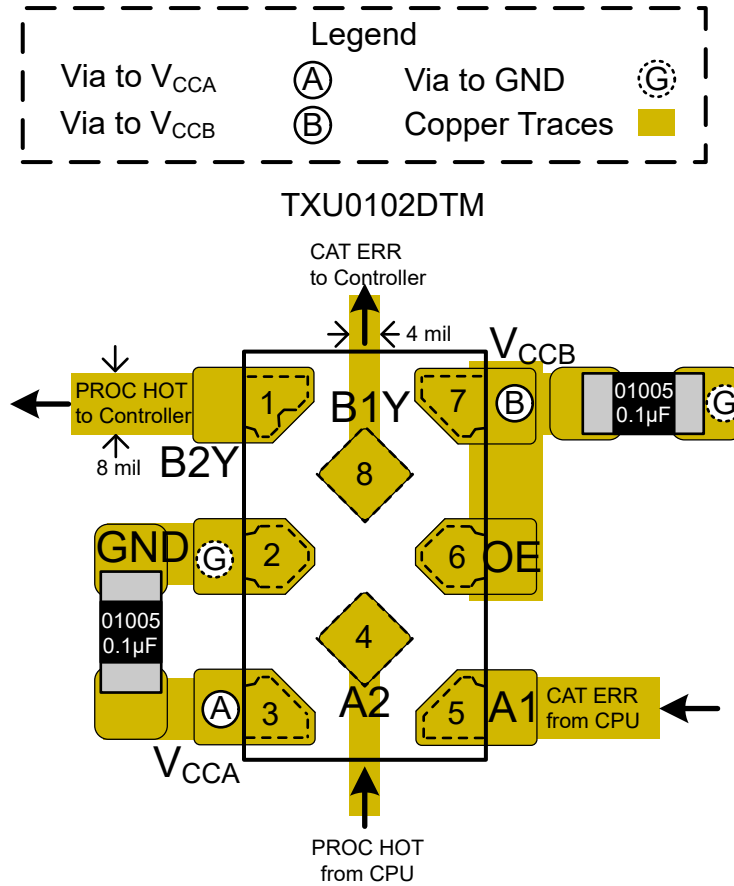 Legend
Via to VCCA A Via to GND G
Via to VCCB B Copper Traces
TXU0102DTM
CAT ERR
to Controller
4 mil
VCCB
PROC HOT
to Controller
8 mil
B2Y
1
B1Y
7
B
01005
0.1µF
G
8
GND
G
2
6
OE
01005
0.1µF
4
A
3
A2
5
A1
CAT ERR
from CPU
VCCA
PROC HOT
from CPU